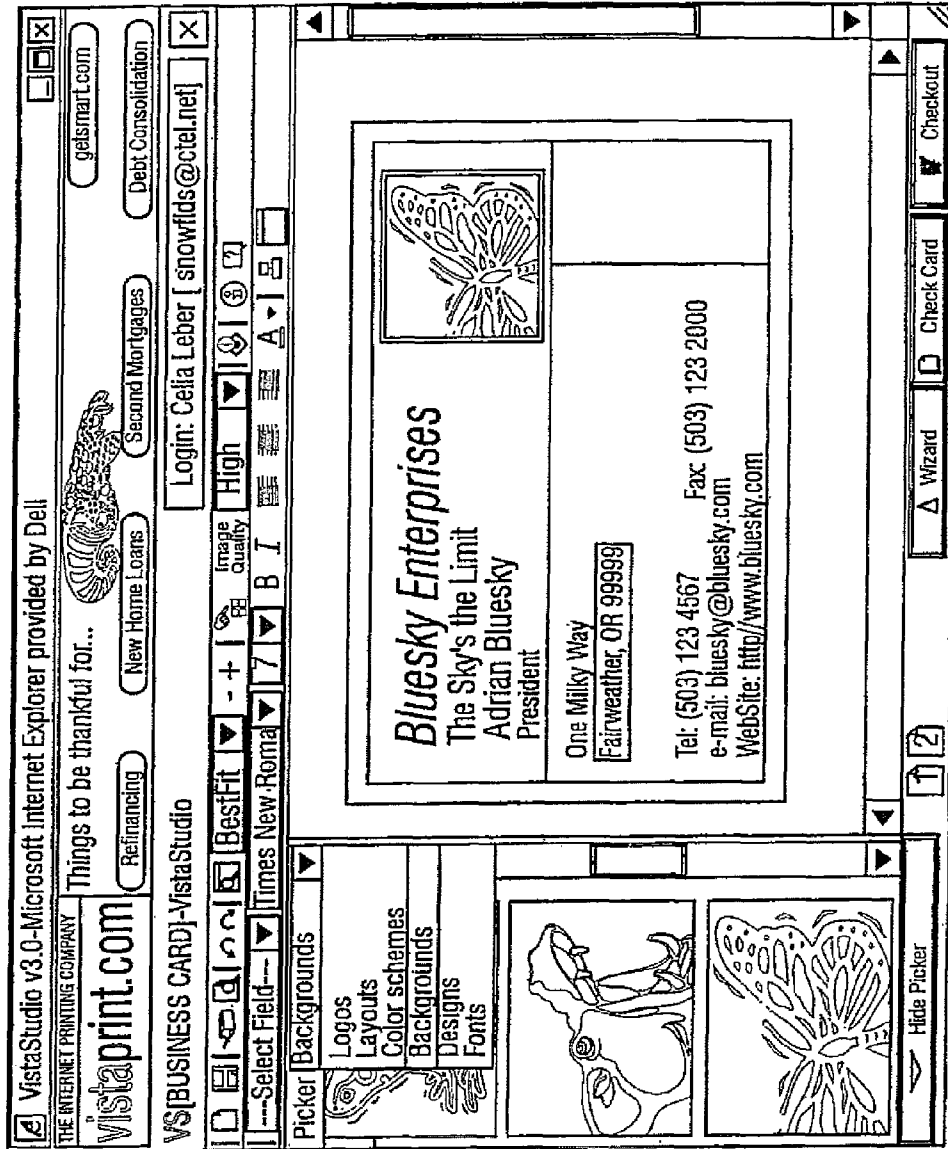 VistaStudio v3.0-Microsoft Internet Explorer provided by Dell
THE INTERNET PRINTING COMPANY
vistaprint.com
Things to be thankful for...
getsmart.com
Refinancing
New Home Loans
Second Mortgages
Debt Consolidation
VS[BUSINESS CARD]-VistaStudio
Login: Celia Leber [ snowflds@ctel.net]
BestFit - + Image Quality High
---Select Field--- Times New Roma 7 B I A
Picker Backgrounds
Logos
Layouts
Color schemes
Backgrounds
Designs
Fonts
Bluesky Enterprises
The Sky's the Limit
Adrian Bluesky
President
One Milky Way
Fairweather, OR 99999
Tel: (503) 123 4567 Fax: (503) 123 2000
e-mail: bluesky@bluesky.com
WebSite: http//www.bluesky.com
Hide Picker
1 2
Wizard
Check Card
Checkout